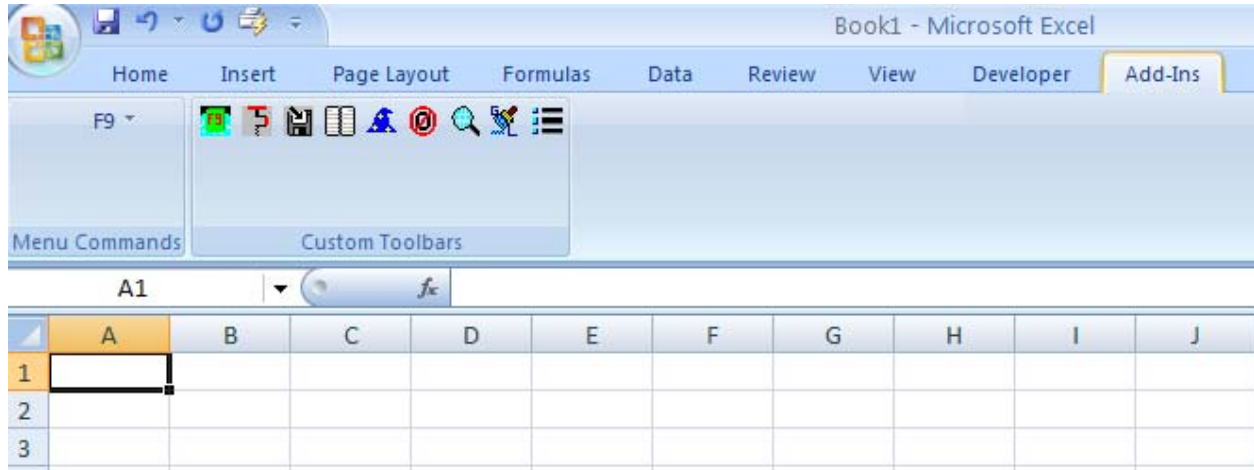 Book1 - Microsoft Excel
Home Insert Page Layout Formulas Data Review View Developer Add-Ins
F9
F9
Menu Commands Custom Toolbars
A1 fx
A B C D E F G H I J
1
2
3